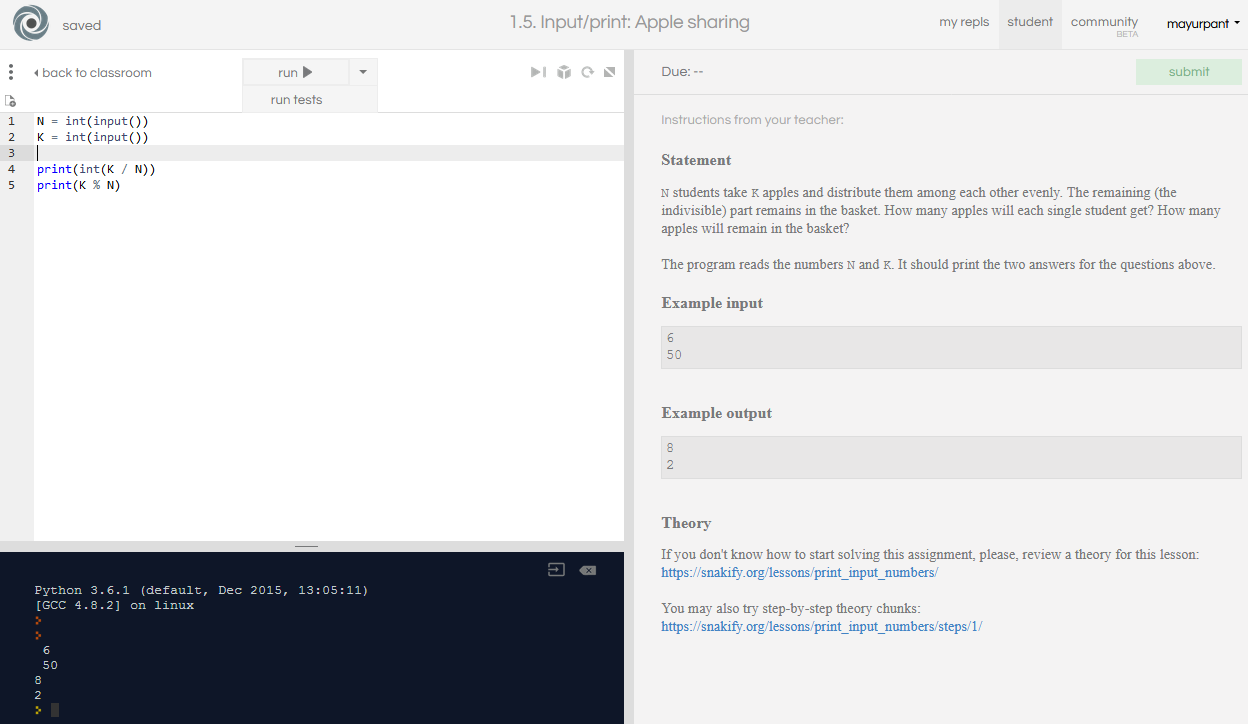 saved
1.5. Input/print: Apple sharing
my repls
student
community
BETA
mayurpant
back to classroom
run
run tests
1 N = int(input())
2 K = int(input())
3
4 print(int(K / N))
5 print(K % N)
Python 3.6.1 (default, Dec 2015, 13:05:11)
[GCC 4.8.2] on linux
6
50
8
2
Due: --
submit
Instructions from your teacher:
Statement
N students take K apples and distribute them among each other evenly. The remaining (the
indivisible) part remains in the basket. How many apples will each single student get? How many
apples will remain in the basket?
The program reads the numbers N and K. It should print the two answers for the questions above.
Example input
6
50
Example output
8
2
Theory
If you don't know how to start solving this assignment, please, review a theory for this lesson:
https://snakify.org/lessons/print_input_numbers/
You may also try step-by-step theory chunks:
https://snakify.org/lessons/print_input_numbers/steps/1/